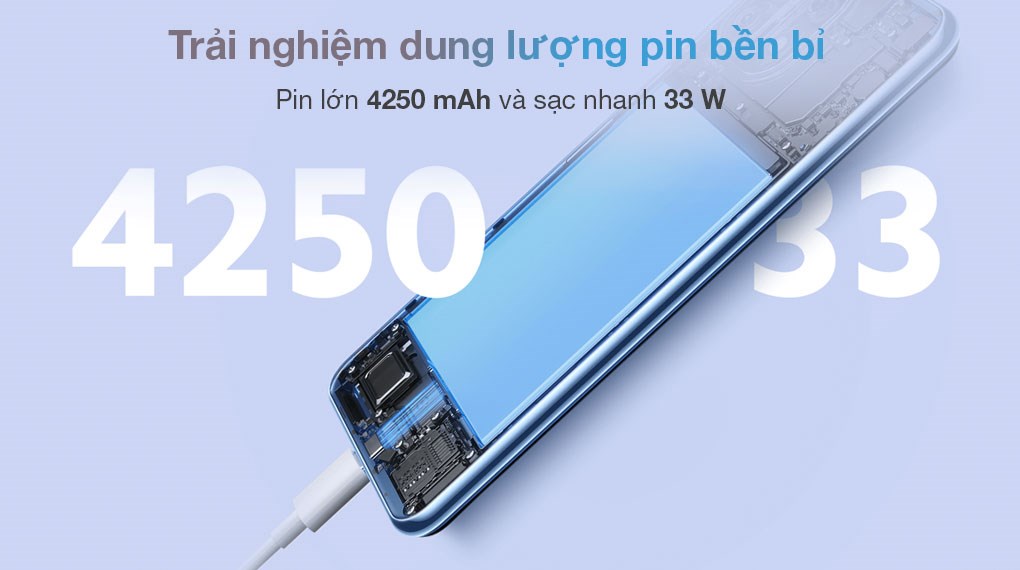 Trải nghiệm dung lượng pin bền bỉ
Pin lớn 4250 mAh và sạc nhanh 33 W
4250 33